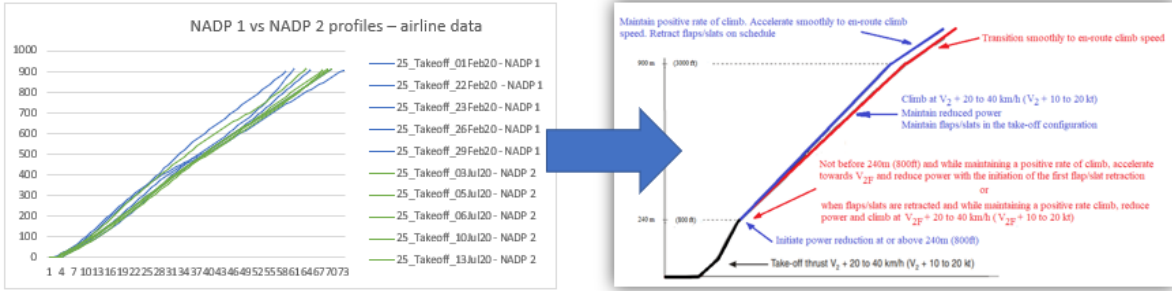 NADP 1 vs NADP 2 profiles – airline data
1000
900
800
700
600
500
400
300
200
100
0
1 4 7 10 13 16 19 22 25 28 31 34 37 40 43 46 49 52 55 58 61 64 67 70 73
25_Takeoff_01Feb20 - NADP 1
25_Takeoff_22Feb20 - NADP 1
25_Takeoff_23Feb20 - NADP 1
25_Takeoff_26Feb20 - NADP 1
25_Takeoff_29Feb20 - NADP 1
25_Takeoff_03Jul20 - NADP 2
25_Takeoff_05Jul20 - NADP 2
25_Takeoff_06Jul20 - NADP 2
25_Takeoff_10Jul20 - NADP 2
25_Takeoff_13Jul20 - NADP 2
Maintain positive rate of climb. Accelerate smoothly to en-route climb
speed. Retract flaps/slats on schedule
Transition smoothly to en-route climb speed
900 m (3000 ft)
Climb at V2 + 20 to 40 km/h (V2 + 10 to 20 kt)
Maintain reduced power
Maintain flaps/slats in the take-off configuration
Not before 240m (800ft) and while maintaining a positive rate of climb, accelerate
towards V2F and reduce power with the initiation of the first flap/slat retraction
or
when flaps/slats are retracted and while maintaining a positive rate climb, reduce
power and climb at V2F + 20 to 40 km/h (V2F + 10 to 20 kt)
240 m (800 ft)
Initiate power reduction at or above 240m (800ft)
Take-off thrust V2 + 20 to 40 km/h (V2 + 10 to 20 kt)